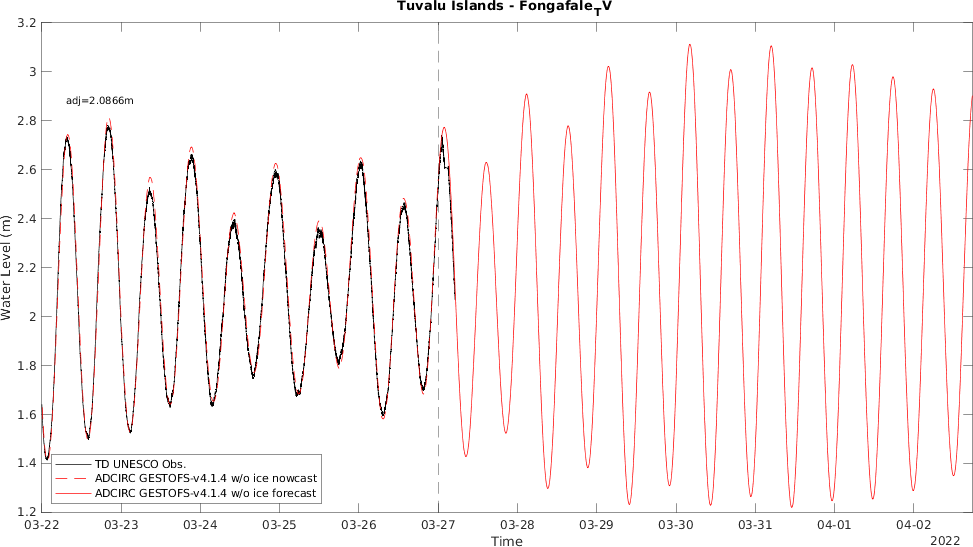 Tuvalu Islands - Fongafale_TV
3.2
3
2.8
2.6
2.4
2.2
2
1.8
1.6
1.4
1.2
Water Level (m)
adj=2.0866m
TD UNESCO Obs.
ADCIRC GESTOFS-v4.1.4 w/o ice nowcast
ADCIRC GESTOFS-v4.1.4 w/o ice forecast
03-22 03-23 03-24 03-25 03-26 03-27 03-28 03-29 03-30 03-31 04-01 04-02
Time
2022